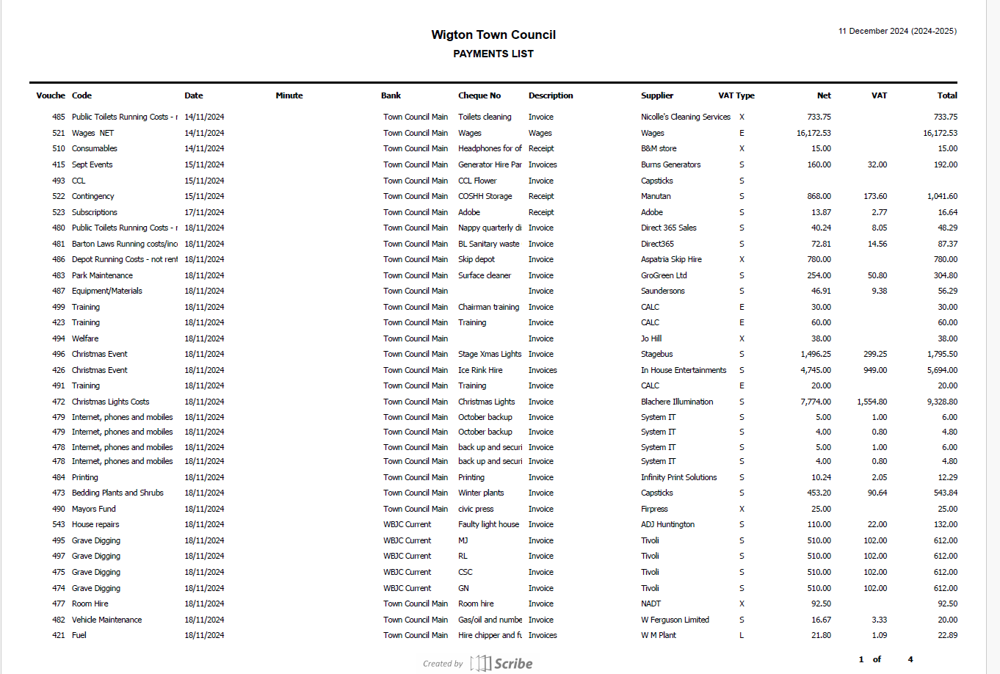 11 December 2024 (2024-2025)
Wigton Town Council
PAYMENTS LIST
Vouche Code Date Minute Bank Cheque No Description Supplier VAT Type Net VAT Total
485 Public Toilets Running Costs - r 14/11/2024 Town Council Main Toilets cleaning Invoice Nicolle's Cleaning Services X 733.75 733.75
521 Wages NET 14/11/2024 Town Council Main Wages Wages Wages E 16,172.53 16,172.53
510 Consumables 14/11/2024 Town Council Main Headphones for of Receipt B&M store X 15.00 15.00
415 Sept Events 15/11/2024 Town Council Main Generator Hire Par Invoices Burns Generators S 160.00 32.00 192.00
493 CCL 15/11/2024 Town Council Main CCL Flower Invoice Capsticks S
522 Contingency 15/11/2024 Town Council Main COSHH Storage Receipt Manutan S 868.00 173.60 1,041.60
523 Subscriptions 17/11/2024 Town Council Main Adobe Receipt Adobe S 13.87 2.77 16.64
480 Public Toilets Running Costs - r 18/11/2024 Town Council Main Nappy quarterly di Invoice Direct 365 Sales S 40.24 8.05 48.29
481 Barton Laws Running costs/inc 18/11/2024 Town Council Main BL Sanitary waste Invoice Direct365 S 72.81 14.56 87.37
486 Depot Running Costs - not rent 18/11/2024 Town Council Main Skip depot Invoice Aspatria Skip Hire X 780.00 780.00
483 Park Maintenance 18/11/2024 Town Council Main Surface cleaner Invoice GroGreen Ltd S 254.00 50.80 304.80
487 Equipment/Materials 18/11/2024 Town Council Main Invoice Saundersons S 46.91 9.38 56.29
499 Training 18/11/2024 Town Council Main Chairman training Invoice CALC E 30.00 30.00
423 Training 18/11/2024 Town Council Main Training Invoice CALC E 60.00 60.00
494 Welfare 18/11/2024 Town Council Main Invoice Jo Hill X 38.00 38.00
496 Christmas Event 18/11/2024 Town Council Main Stage Xmas Lights Invoice Stagebus S 1,496.25 299.25 1,795.50
426 Christmas Event 18/11/2024 Town Council Main Ice Rink Hire Invoices In House Entertainments S 4,745.00 949.00 5,694.00
491 Training 18/11/2024 Town Council Main Training Invoice CALC E 20.00 20.00
472 Christmas Lights Costs 18/11/2024 Town Council Main Christmas Lights Invoice Blachere Illumination S 7,774.00 1,554.80 9,328.80
479 Internet, phones and mobiles 18/11/2024 Town Council Main October backup Invoice System IT S 5.00 1.00 6.00
479 Internet, phones and mobiles 18/11/2024 Town Council Main October backup Invoice System IT S 4.00 0.80 4.80
478 Internet, phones and mobiles 18/11/2024 Town Council Main back up and securi Invoice System IT S 5.00 1.00 6.00
478 Internet, phones and mobiles 18/11/2024 Town Council Main back up and securi Invoice System IT S 4.00 0.80 4.80
484 Printing 18/11/2024 Town Council Main Printing Invoice Infinity Print Solutions S 10.24 2.05 12.29
473 Bedding Plants and Shrubs 18/11/2024 Town Council Main Winter plants Invoice Capsticks S 453.20 90.64 543.84
490 Mayors Fund 18/11/2024 Town Council Main civic press Invoice Firpress X 25.00 25.00
543 House repairs 18/11/2024 WBJC Current Faulty light house Invoice ADJ Huntington S 110.00 22.00 132.00
495 Grave Digging 18/11/2024 WBJC Current MJ Invoice Tivoli S 510.00 102.00 612.00
497 Grave Digging 18/11/2024 WBJC Current RL Invoice Tivoli S 510.00 102.00 612.00
475 Grave Digging 18/11/2024 WBJC Current CSC Invoice Tivoli S 510.00 102.00 612.00
474 Grave Digging 18/11/2024 WBJC Current GN Invoice Tivoli S 510.00 102.00 612.00
477 Room Hire 18/11/2024 Town Council Main Room hire Invoice NADT X 92.50 92.50
482 Vehicle Maintenance 18/11/2024 Town Council Main Gas/oil and numbe Invoice W Ferguson Limited S 16.67 3.33 20.00
421 Fuel 18/11/2024 Town Council Main Hire chipper and fu Invoices W M Plant L 21.80 1.09 22.89
1 of 4
Created by Scribe